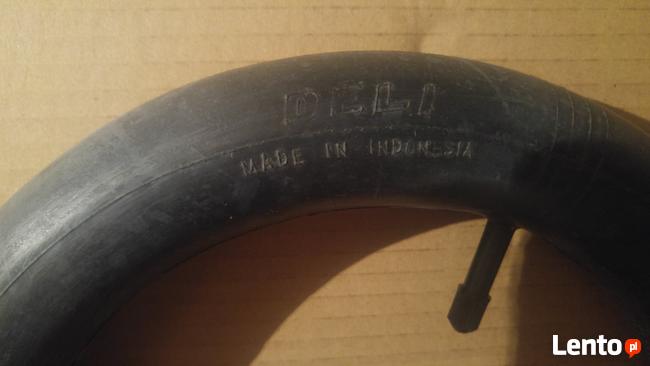 DELI
MADE IN INDONESIA
Lento pl